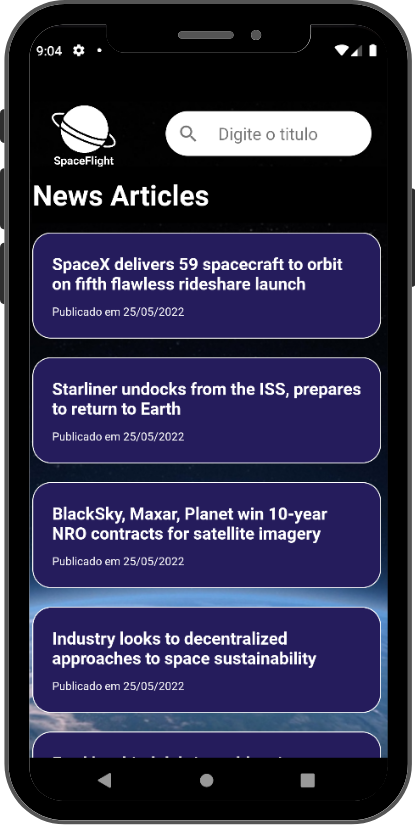 9:04
Digite o titulo
SpaceFlight
News Articles
SpaceX delivers 59 spacecraft to orbit
on fifth flawless rideshare launch
Publicado em 25/05/2022
Starliner undocks from the ISS, prepares
to return to Earth
Publicado em 25/05/2022
BlackSky, Maxar, Planet win 10-year
NRO contracts for satellite imagery
Publicado em 25/05/2022
Industry looks to decentralized
approaches to space sustainability
Publicado em 25/05/2022